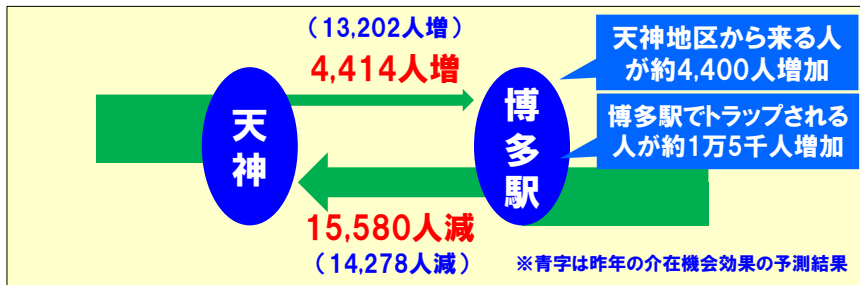 (13,202人増)
4,414人増
天神地区から来る人
が約4,400人増加
天神
博多駅
博多駅でトラップされる
人が約1万5千人増加
15,580人減
(14,278人減)
※青字は昨年の介在機会効果の予測結果